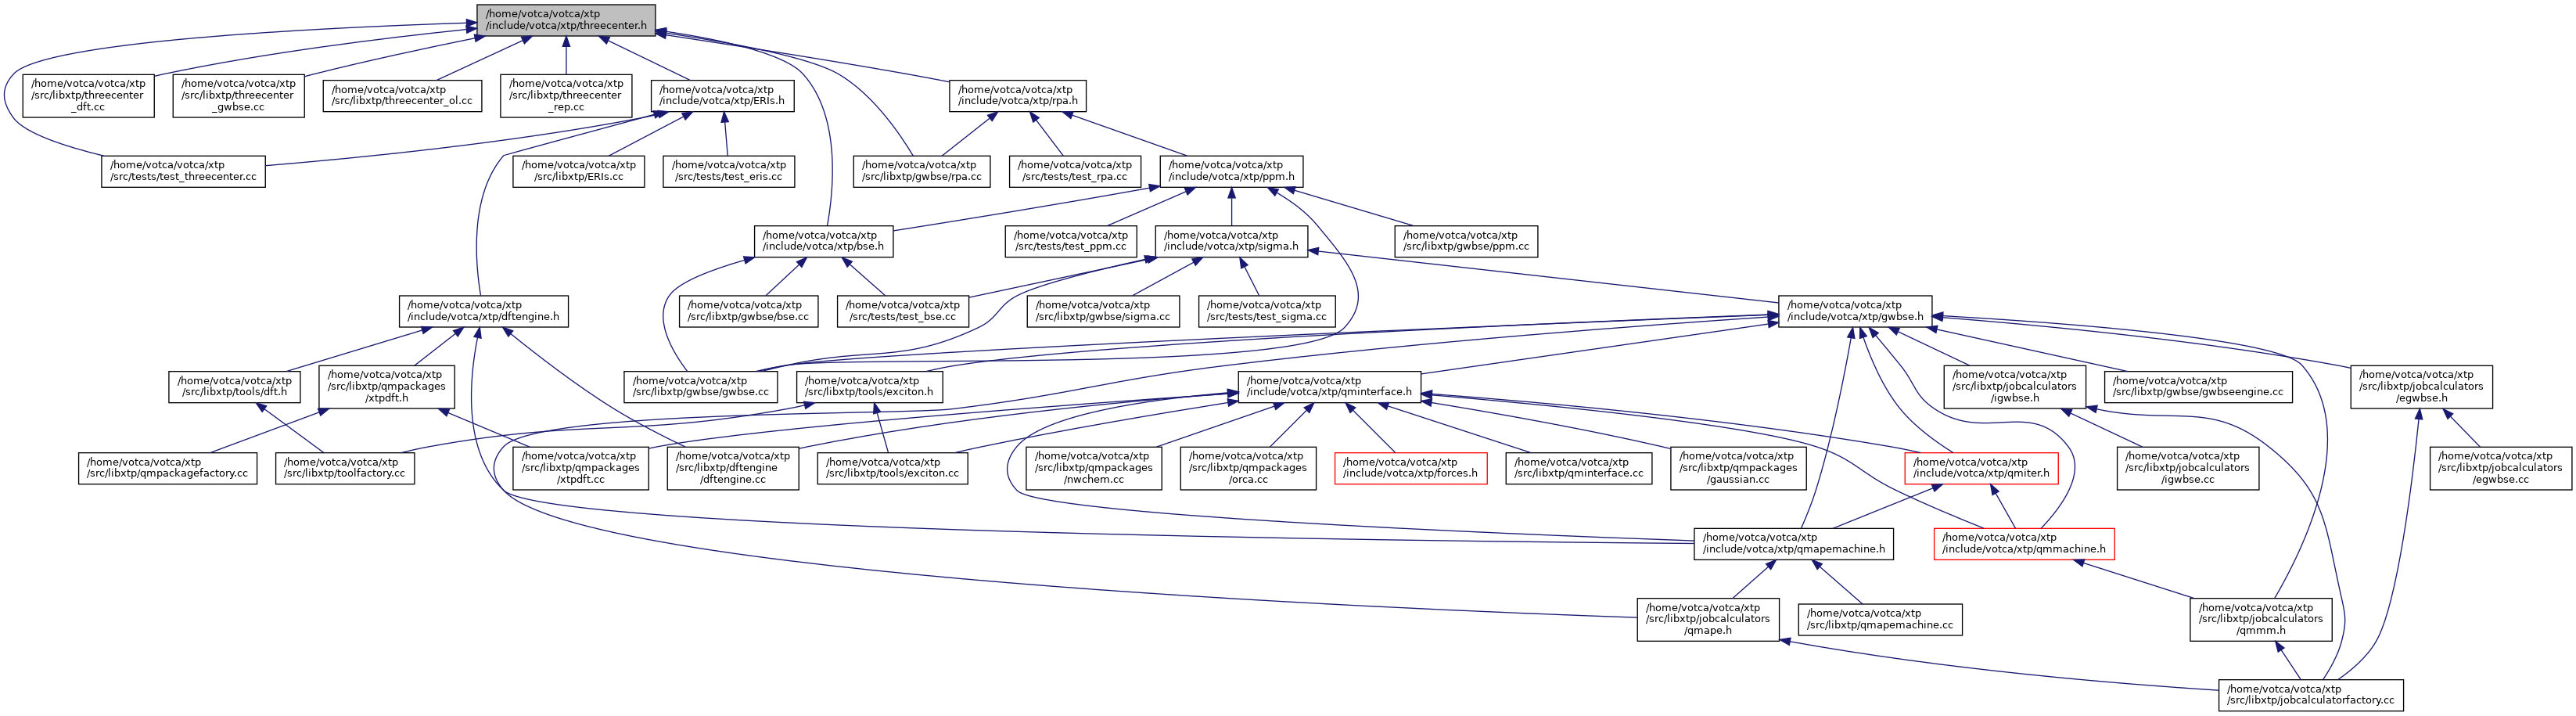 /home/votca/votca/xtp
/include/votca/xtp/threecenter.h
/home/votca/votca/xtp
/src/libxtp/threecenter
_dft.cc
/home/votca/votca/xtp
/src/libxtp/threecenter
_gwbse.cc
/home/votca/votca/xtp
/src/libxtp/threecenter_ol.cc
/home/votca/votca/xtp
/src/libxtp/threecenter
_rep.cc
/home/votca/votca/xtp
/include/votca/xtp/ERIs.h
/home/votca/votca/xtp
/include/votca/xtp/rpa.h
/home/votca/votca/xtp
/src/tests/test_threecenter.cc
/home/votca/votca/xtp
/src/libxtp/ERIs.cc
/home/votca/votca/xtp
/src/tests/test_eris.cc
/home/votca/votca/xtp
/src/libxtp/gwbse/rpa.cc
/home/votca/votca/xtp
/src/tests/test_rpa.cc
/home/votca/votca/xtp
/include/votca/xtp/ppm.h
/home/votca/votca/xtp
/include/votca/xtp/bse.h
/home/votca/votca/xtp
/src/tests/test_ppm.cc
/home/votca/votca/xtp
/include/votca/xtp/sigma.h
/home/votca/votca/xtp
/src/libxtp/gwbse/ppm.cc
/home/votca/votca/xtp
/include/votca/xtp/dftengine.h
/home/votca/votca/xtp
/src/libxtp/gwbse/bse.cc
/home/votca/votca/xtp
/src/tests/test_bse.cc
/home/votca/votca/xtp
/src/libxtp/gwbse/sigma.cc
/home/votca/votca/xtp
/src/tests/test_sigma.cc
/home/votca/votca/xtp
/include/votca/xtp/gwbse.h
/home/votca/votca/xtp
/src/libxtp/tools/dft.h
/home/votca/votca/xtp
/src/libxtp/qmpackages
/xtpdft.h
/home/votca/votca/xtp
/src/libxtp/gwbse/gwbse.cc
/home/votca/votca/xtp
/src/libxtp/tools/exciton.h
/home/votca/votca/xtp
/include/votca/xtp/qminterface.h
/home/votca/votca/xtp
/src/libxtp/jobcalculators
/igwbse.h
/home/votca/votca/xtp
/src/libxtp/gwbse/gwbseengine.cc
/home/votca/votca/xtp
/src/libxtp/jobcalculators
/egwbse.h
/home/votca/votca/xtp
/src/libxtp/qmpackagefactory.cc
/home/votca/votca/xtp
/src/libxtp/toolfactory.cc
/home/votca/votca/xtp
/src/libxtp/qmpackages
/xtpdft.cc
/home/votca/votca/xtp
/src/libxtp/dftengine
/dftengine.cc
/home/votca/votca/xtp
/src/libxtp/tools/exciton.cc
/home/votca/votca/xtp
/src/libxtp/qmpackages
/nwchem.cc
/home/votca/votca/xtp
/src/libxtp/qmpackages
/orca.cc
/home/votca/votca/xtp
/include/votca/xtp/forces.h
/home/votca/votca/xtp
/src/libxtp/qminterface.cc
/home/votca/votca/xtp
/src/libxtp/qmpackages
/gaussian.cc
/home/votca/votca/xtp
/include/votca/xtp/qmiter.h
/home/votca/votca/xtp
/src/libxtp/jobcalculators
/igwbse.cc
/home/votca/votca/xtp
/src/libxtp/jobcalculators
/egwbse.cc
/home/votca/votca/xtp
/include/votca/xtp/qmapemachine.h
/home/votca/votca/xtp
/include/votca/xtp/qmmachine.h
/home/votca/votca/xtp
/src/libxtp/jobcalculators
/qmape.h
/home/votca/votca/xtp
/src/libxtp/qmapemachine.cc
/home/votca/votca/xtp
/src/libxtp/jobcalculators
/qmmm.h
/home/votca/votca/xtp
/src/libxtp/jobcalculatorfactory.cc